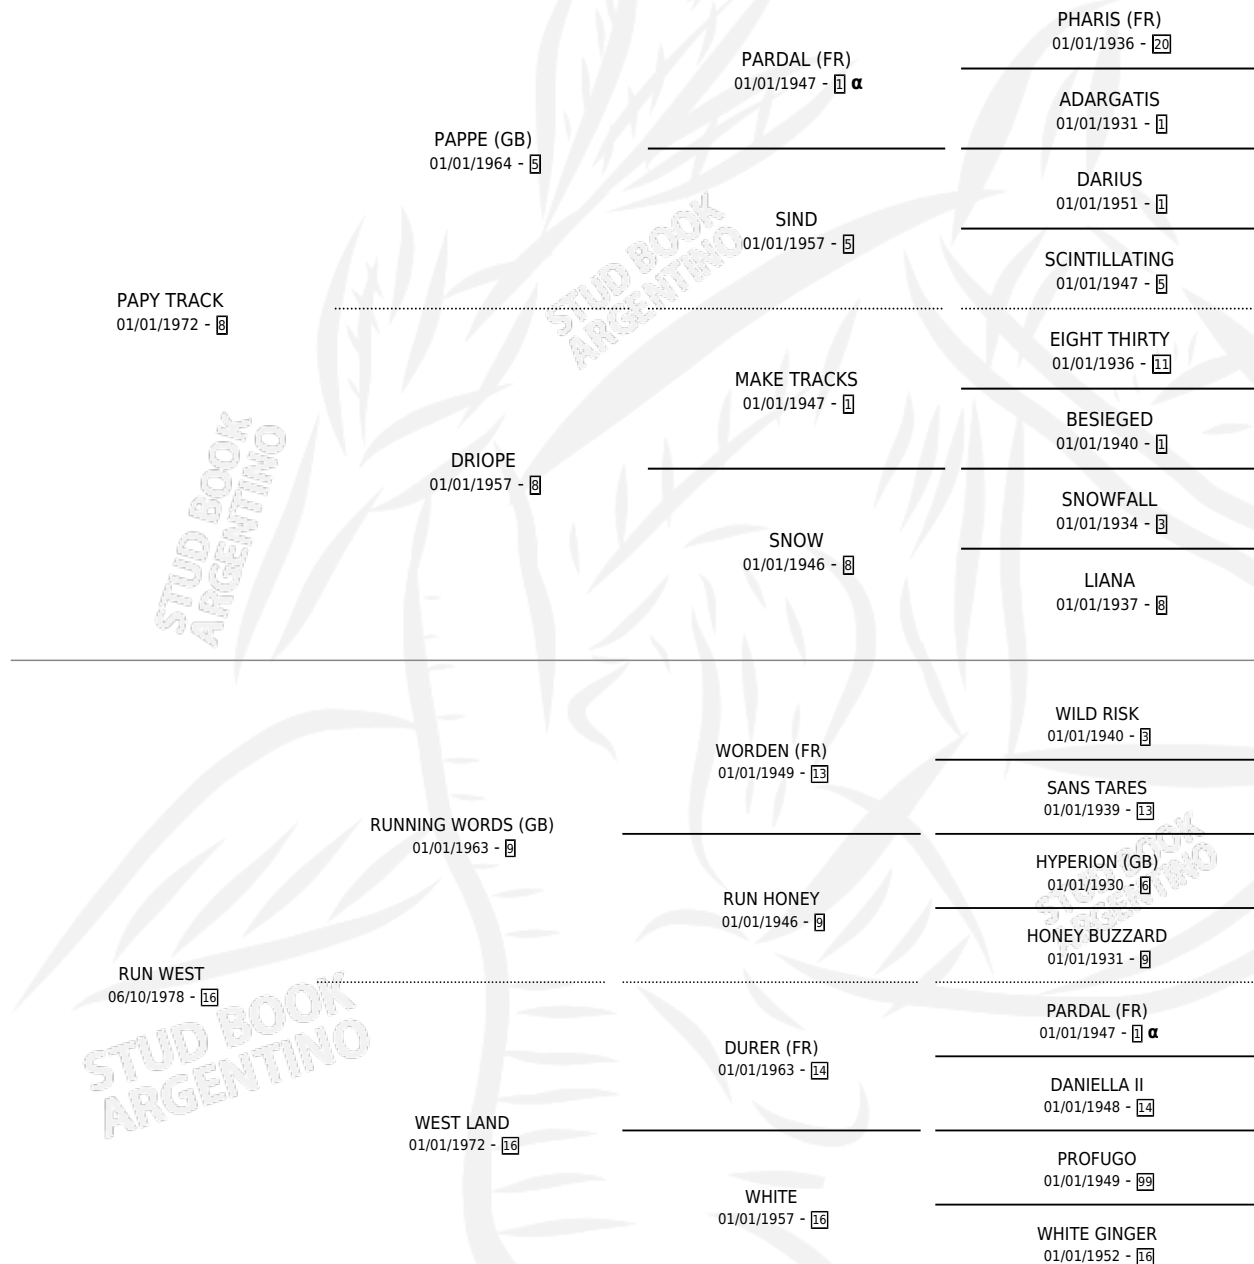 PHARIS (FR)
01/01/1936 - 20
PARDAL (FR)
01/01/1947 - 1 α
ADARGATIS
01/01/1931 - 1
PAPPE (GB)
01/01/1964 - 5
DARIUS
01/01/1951 - 1
SIND
01/01/1957 - 5
SCINTILLATING
01/01/1947 - 5
PAPY TRACK
01/01/1972 - 8
STUD BOOK
ARGENTINO
EIGHT THIRTY
01/01/1936 - 11
MAKE TRACKS
01/01/1947 - 1
BESIEGED
01/01/1940 - 1
DRIOPE
01/01/1957 - 8
SNOWFALL
01/01/1934 - 3
SNOW
01/01/1946 - 8
LIANA
01/01/1937 - 8
STUD BOOK
ARGENTINO
WILD RISK
01/01/1940 - 3
WORDEN (FR)
01/01/1949 - 13
SANS TARES
01/01/1939 - 13
RUNNING WORDS (GB)
01/01/1963 - 9
HYPERION (GB)
01/01/1930 - 6
RUN HONEY
01/01/1946 - 9
HONEY BUZZARD
01/01/1931 - 9
STUD BOOK
ARGENTINO
RUN WEST
06/10/1978 - 16
PARDAL (FR)
01/01/1947 - 1 α
DURER (FR)
01/01/1963 - 14
DANIELLA II
01/01/1948 - 14
STUD BOOK
ARGENTINO
WEST LAND
01/01/1972 - 16
PROFUGO
01/01/1949 - 99
WHITE
01/01/1957 - 16
WHITE GINGER
01/01/1952 - 16